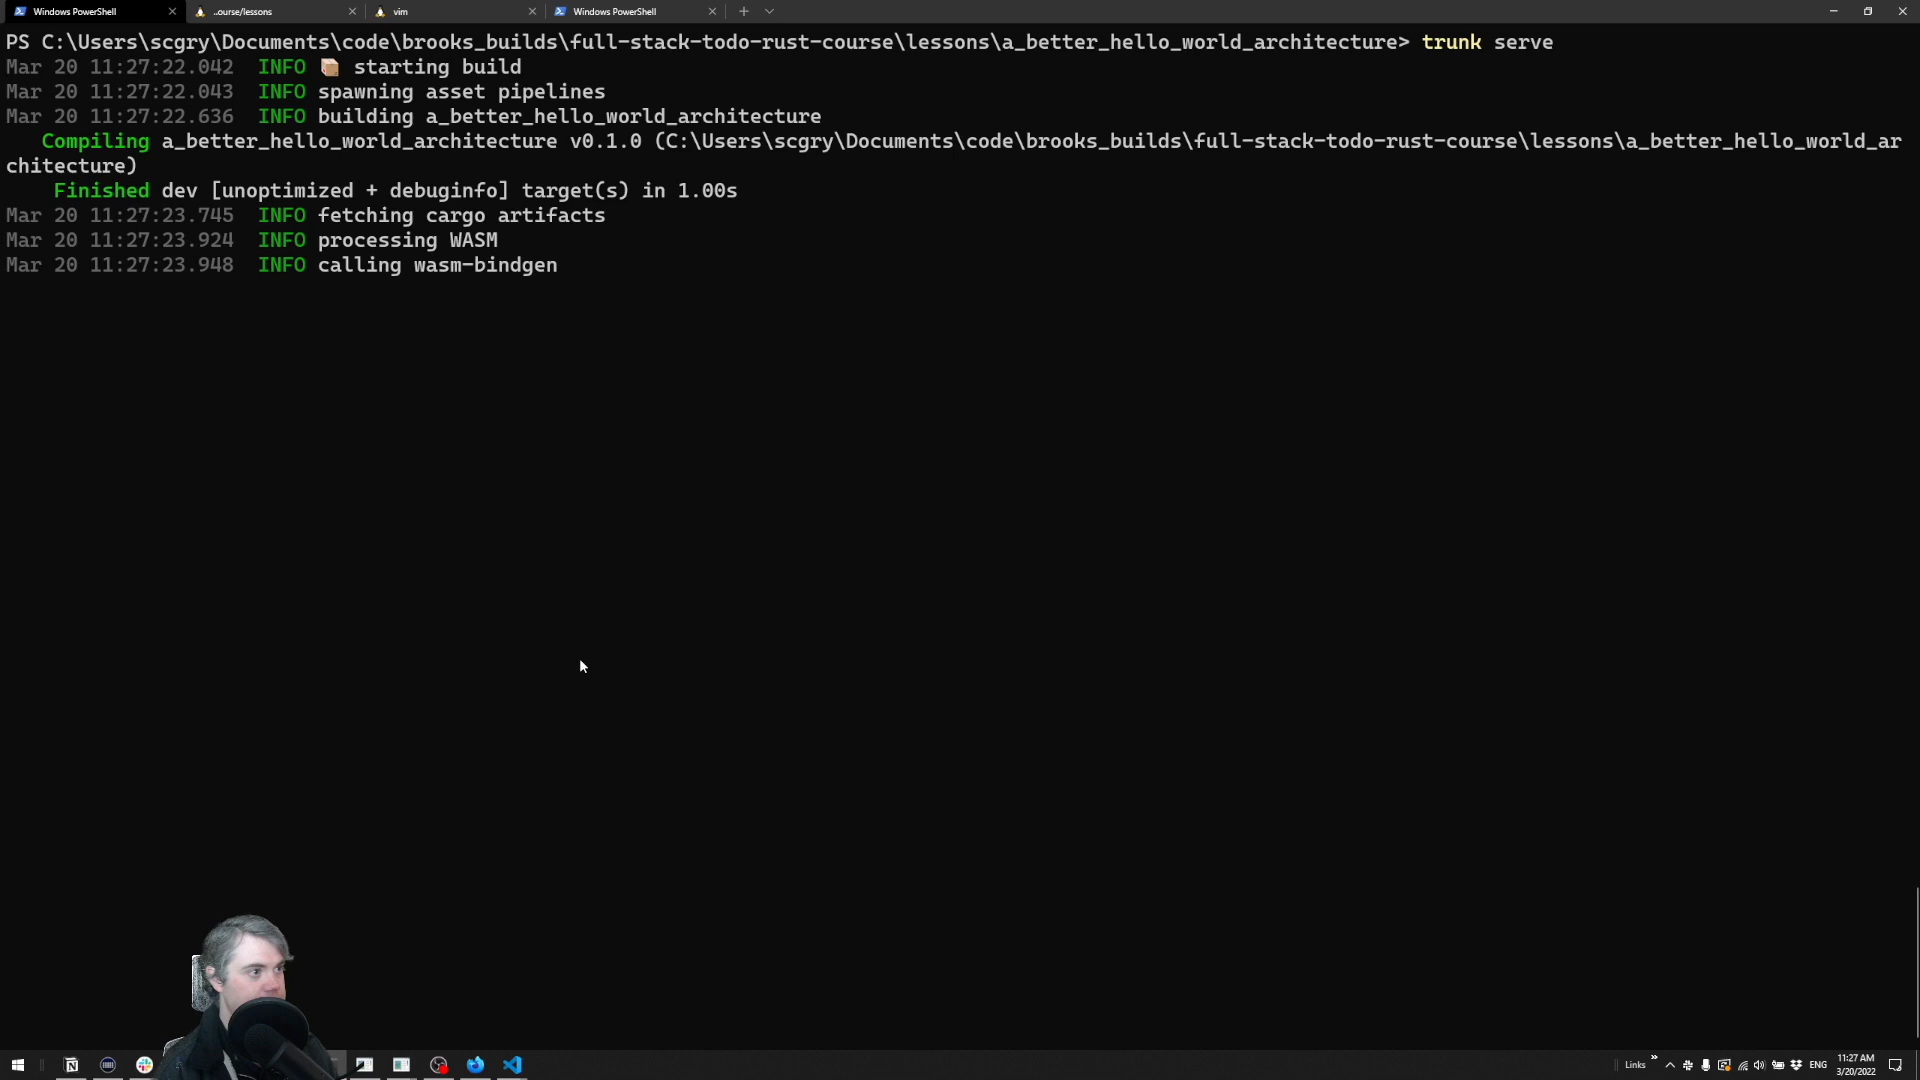 Windows PowerShell
..ourse/lessons
vim
Windows PowerShell
PS C:\Users\scgry\Documents\code\brooks_builds\full-stack-todo-rust-course\lessons\a_better_hello_world_architecture> trunk serve
Mar 20 11:27:22.042 INFO 📦 starting build
Mar 20 11:27:22.043 INFO spawning asset pipelines
Mar 20 11:27:22.636 INFO building a_better_hello_world_architecture
Compiling a_better_hello_world_architecture v0.1.0 (C:\Users\scgry\Documents\code\brooks_builds\full-stack-todo-rust-course\lessons\a_better_hello_world_ar
chitecture)
Finished dev [unoptimized + debuginfo] target(s) in 1.00s
Mar 20 11:27:23.745 INFO fetching cargo artifacts
Mar 20 11:27:23.924 INFO processing WASM
Mar 20 11:27:23.948 INFO calling wasm-bindgen
Links
ENG
11:27 AM
3/20/2022